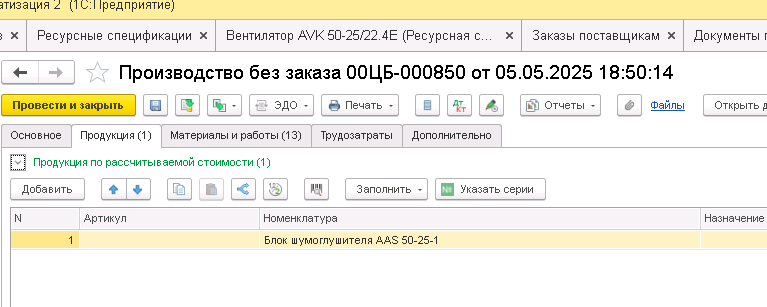 атизация 2 (1С:Предприятие)
в × Ресурсные спецификации × Вентилятор AVK 50-25/22.4E (Ресурсная с... × Заказы поставщикам × Документы п
Производство без заказа 00ЦБ-000850 от 05.05.2025 18:50:14
Провести и закрыть ЭДО Печать Дт Кт Отчеты Файлы Открыть д
Основное Продукция (1) Материалы и работы (13) Трудозатраты Дополнительно
Продукция по рассчитываемой стоимости (1)
Добавить Заполнить № Указать серии
N Артикул Номенклатура Назначение
1 Блок шумоглушителя AAS 50-25-1